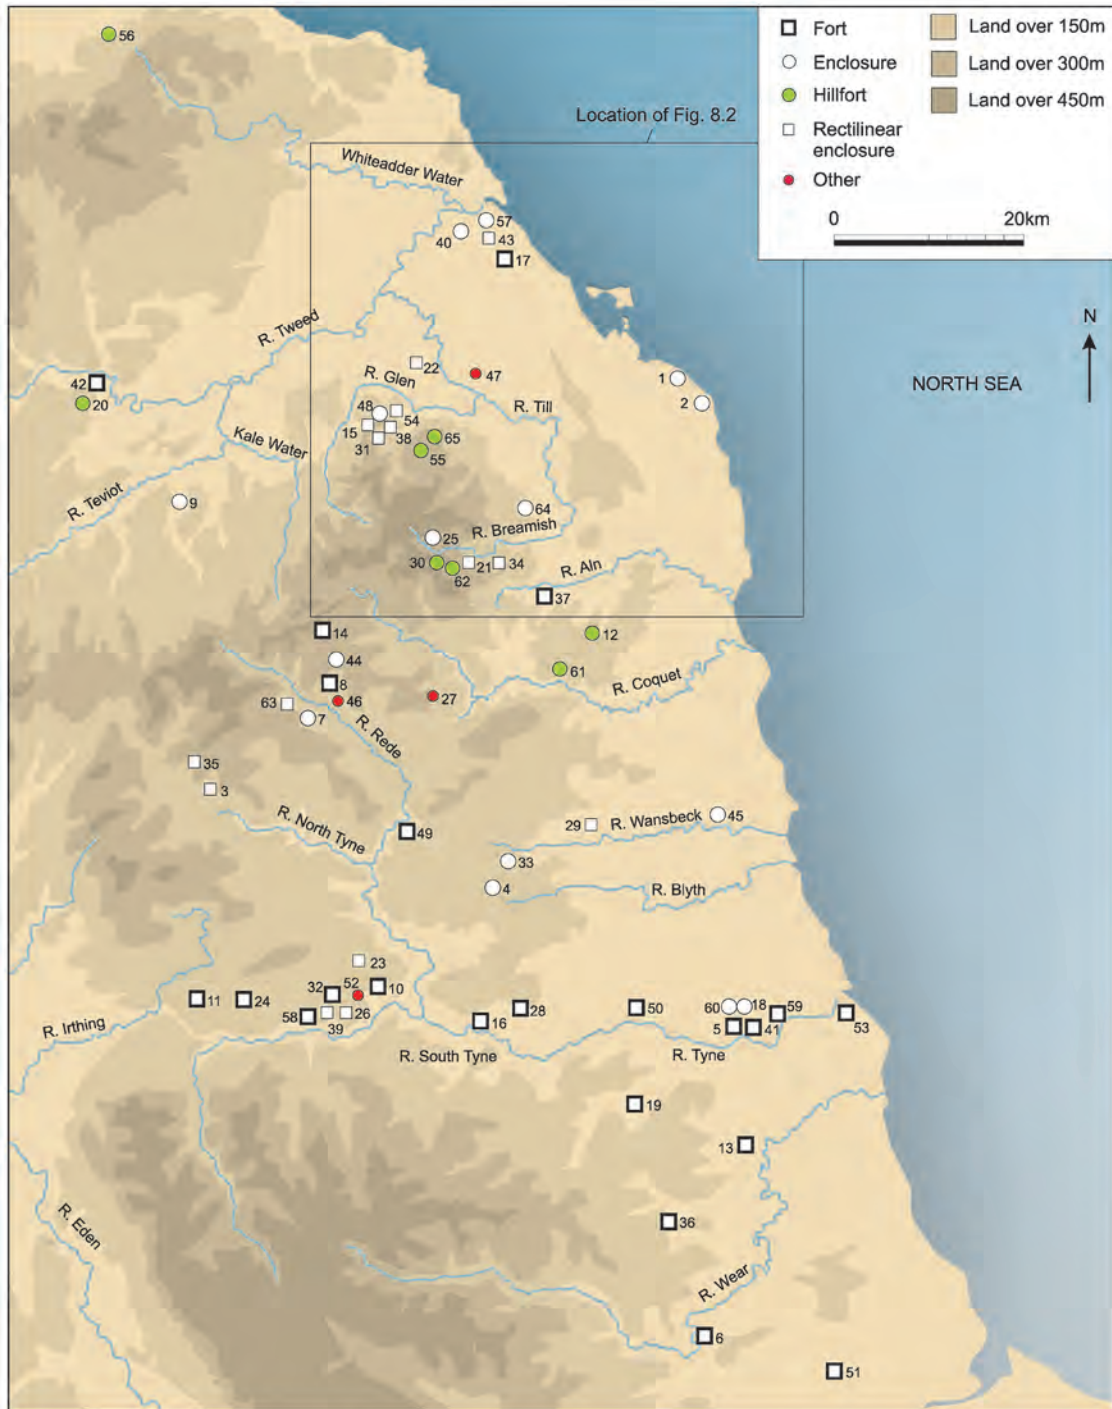 56
Fort
Enclosure
Hillfort
Rectilinear
enclosure
Other
Land over 150m
Land over 300m
Land over 450m
0 20km
Location of Fig. 8.2
N
Whiteadder Water
57
40
43
17
R. Tweed
42
20
22
47
R. Glen
R. Till
1
2
NORTH SEA
48
54
15
38
31
65
55
Kale Water
R. Teviot
9
64
25
R. Breamish
30
62
21
34
R. Aln
37
14
12
44
61
8
R. Coquet
46
27
63
7
R. Rede
35
3
R. North Tyne
49
29
R. Wansbeck
45
33
4
R. Blyth
23
11
24
32
52
10
58
39
26
R. Irthing
28
16
50
60
18
59
5
41
53
R. South Tyne
R. Tyne
19
13
R. Eden
36
R. Wear
6
51